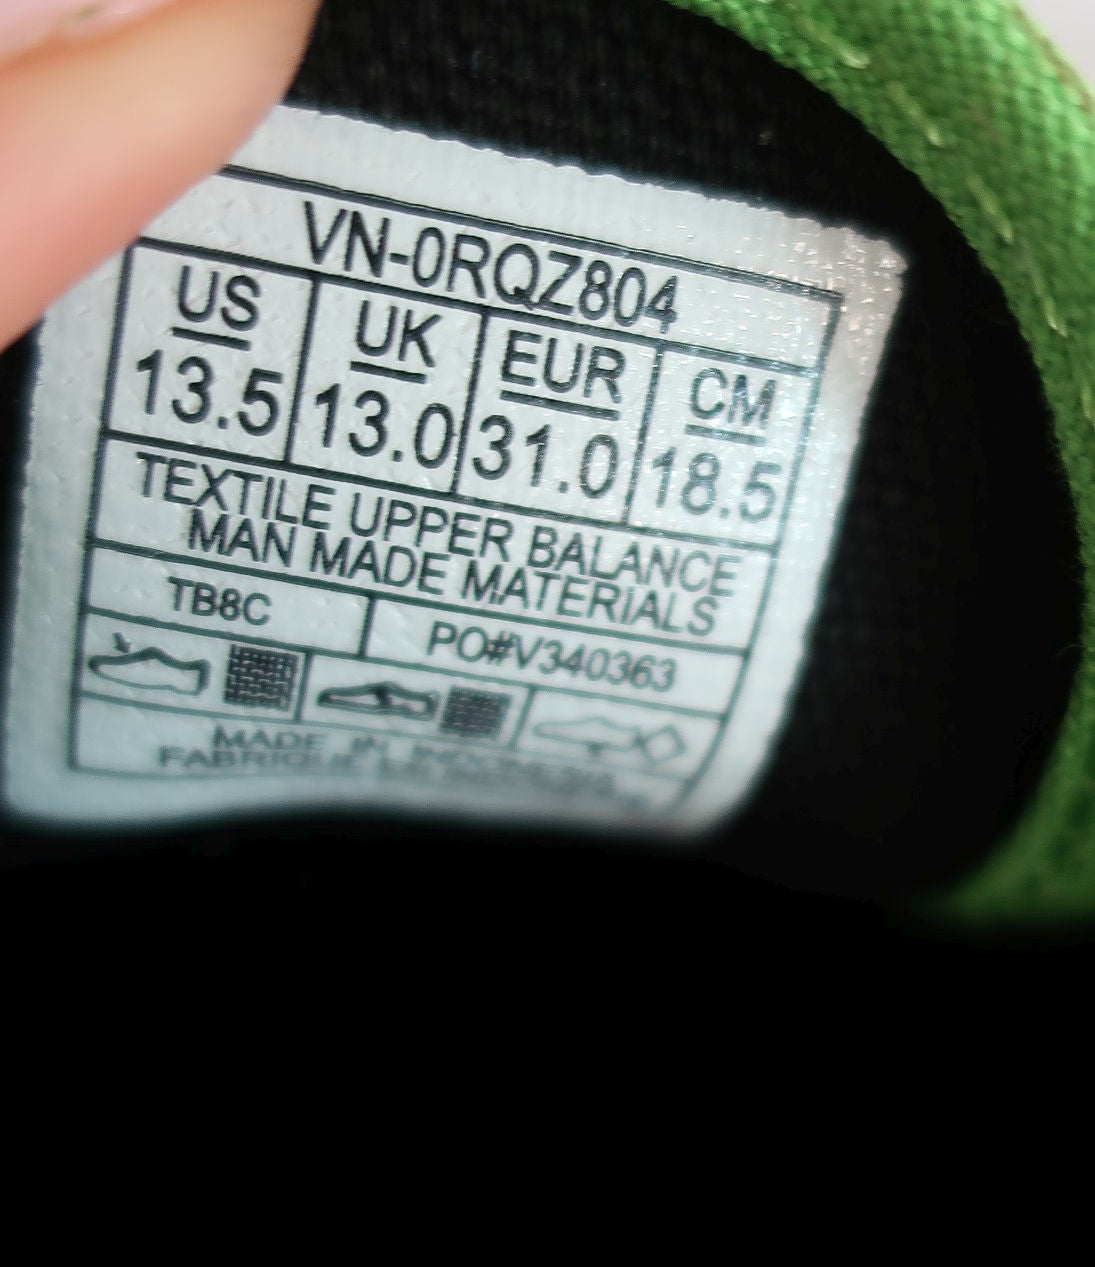 VN-0RQZ804
US UK EUR CM
13.5 13.0 31.0 18.5
TEXTILE UPPER BALANCE
MAN MADE MATERIALS
TB8C PO#V340363
MADE IN INDONESIA
FABRIQUE